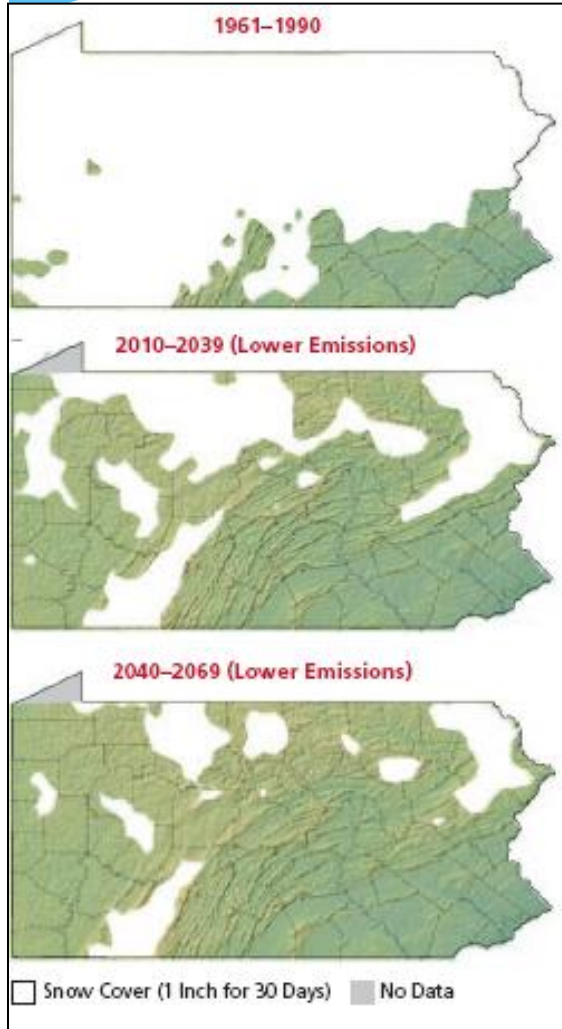 1961–1990
2010–2039 (Lower Emissions)
2040–2069 (Lower Emissions)
Snow Cover (1 Inch for 30 Days) No Data